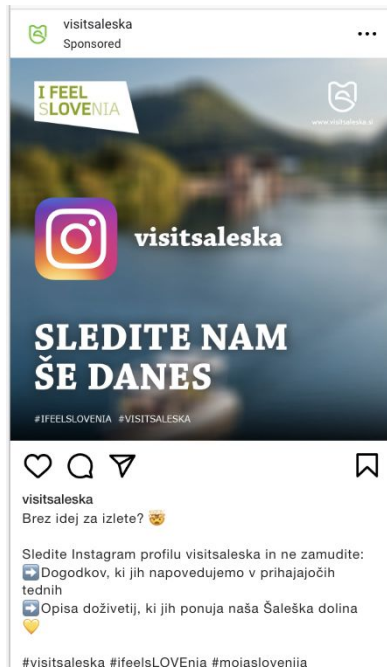 visitsaleska
Sponsored
I FEEL
SLOVENIA
www.visitsaleska.si
visitsaleska
SLEDITE NAM
ŠE DANES
#IFEELSLOVENIA #VISITSALESKA
visitsaleska
Brez idej za izlete? 🤯
Sledite Instagram profilu visitsaleska in ne zamudite:
➡️Dogodkov, ki jih napovedujemo v prihajajočih
tednih
➡️Opisa doživetij, ki jih ponuja naša Šaleška dolina
💛
#visitsaleska #ifeelsLOVEnia #mojaslovenija